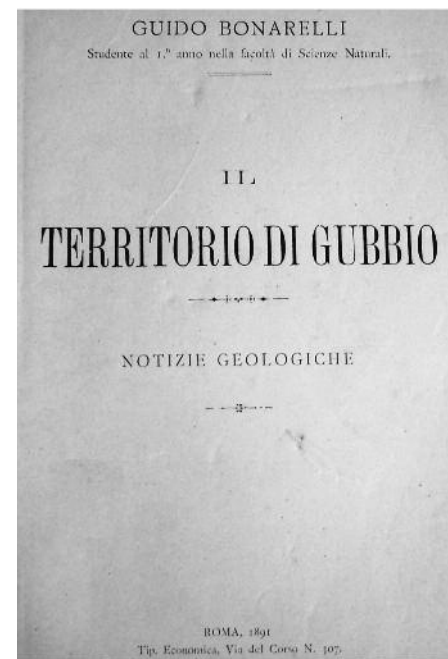 GUIDO BONARELLI
Studente al 1.º anno nella facoltà di Scienze Naturali.
IL
TERRITORIO DI GUBBIO
NOTIZIE GEOLOGICHE
ROMA, 1891
Tip. Economica, Via del Corso N. 307.